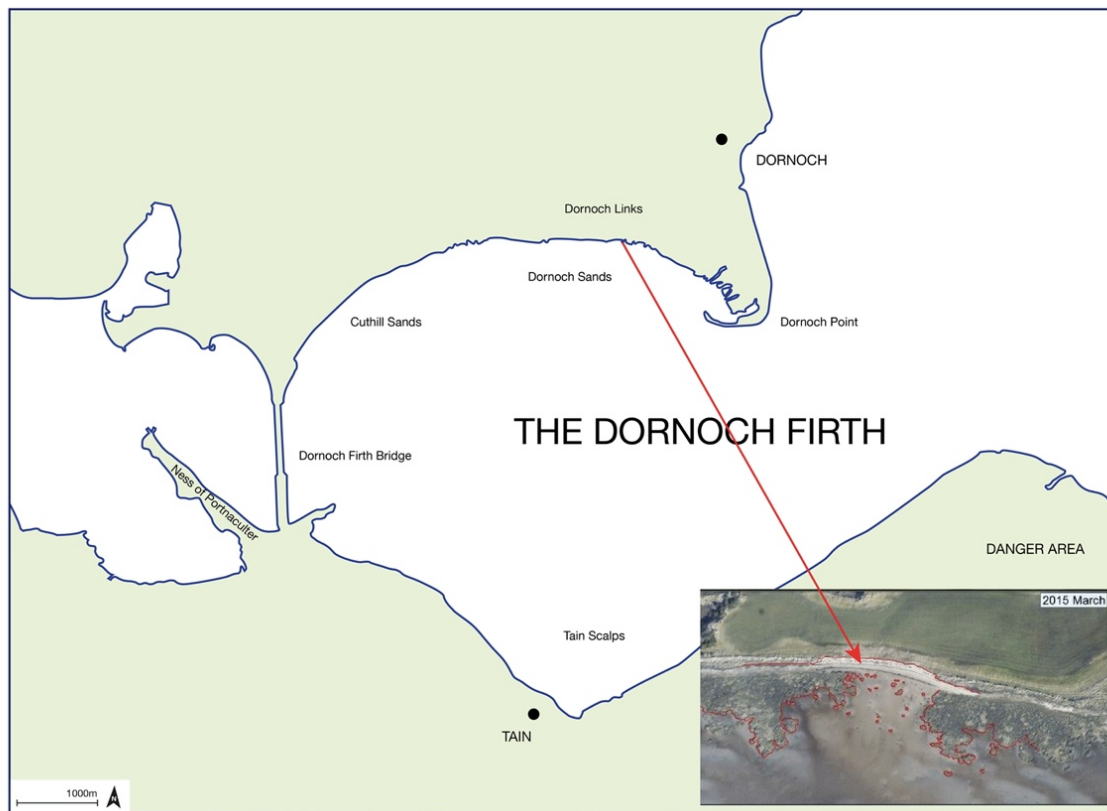 DORNOCH
Dornoch Links
Dornoch Sands
Cuthill Sands
Dornoch Point
THE DORNOCH FIRTH
Dornoch Firth Bridge
Ness of Portnaculter
DANGER AREA
2015 March
Tain Scalps
TAIN
1000m
N